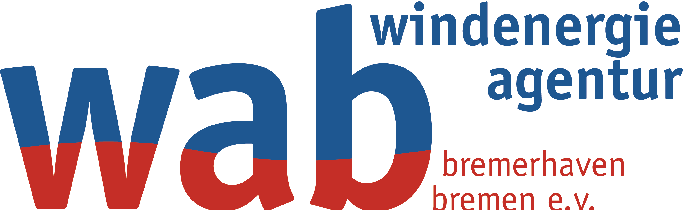 wab
windenergie
agentur
bremerhaven
bremen e.v.